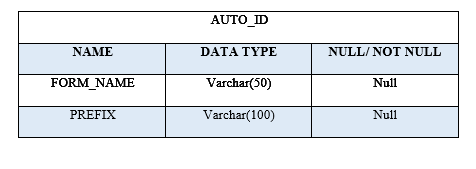 AUTO_ID
NAME DATA TYPE NULL/ NOT NULL
FORM_NAME Varchar(50) Null
PREFIX Varchar(100) Null